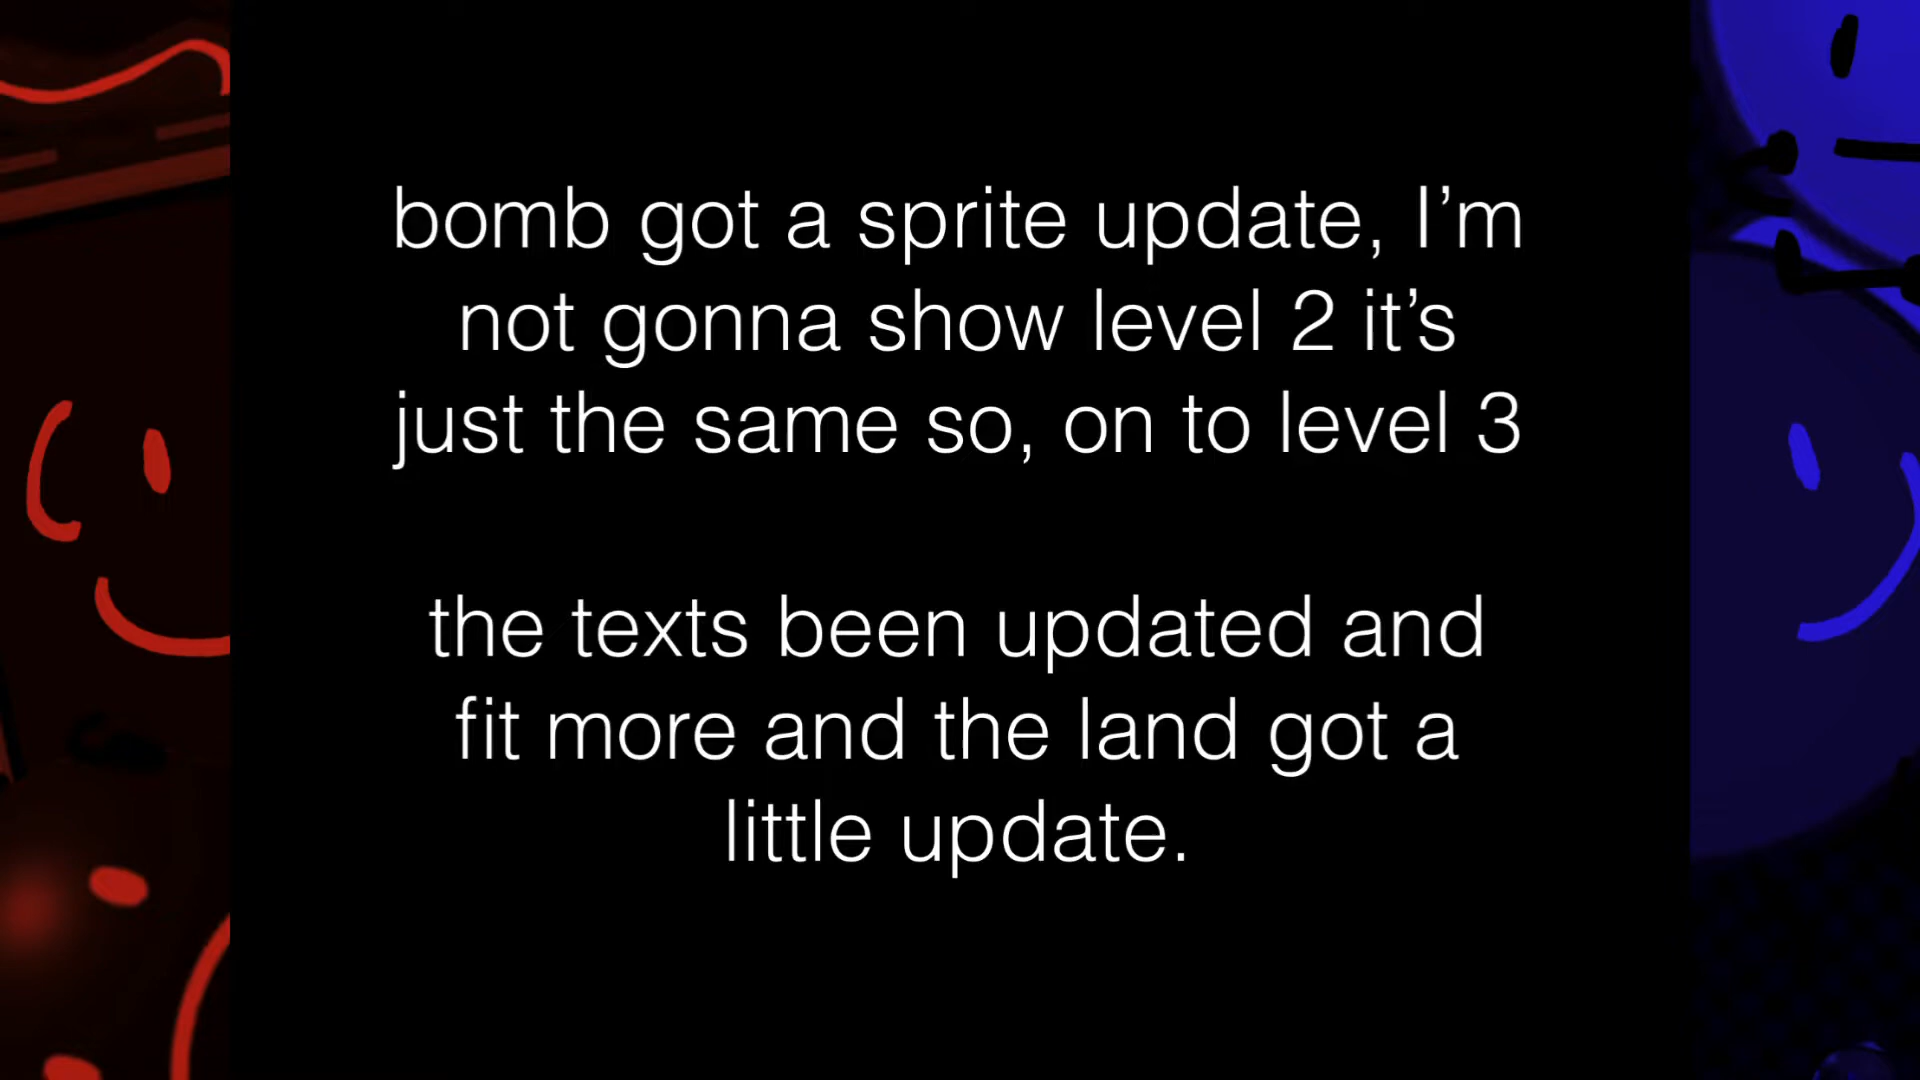 bomb got a sprite update, I’m
not gonna show level 2 it’s
just the same so, on to level 3
the texts been updated and
fit more and the land got a
little update.